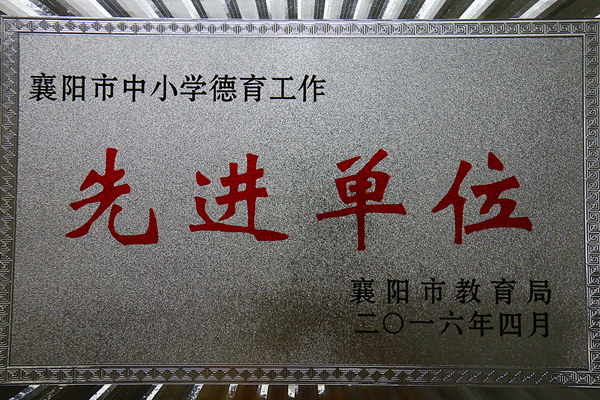 襄阳市中小学德育工作
先进单位
襄阳市教育局
二〇一六年四月